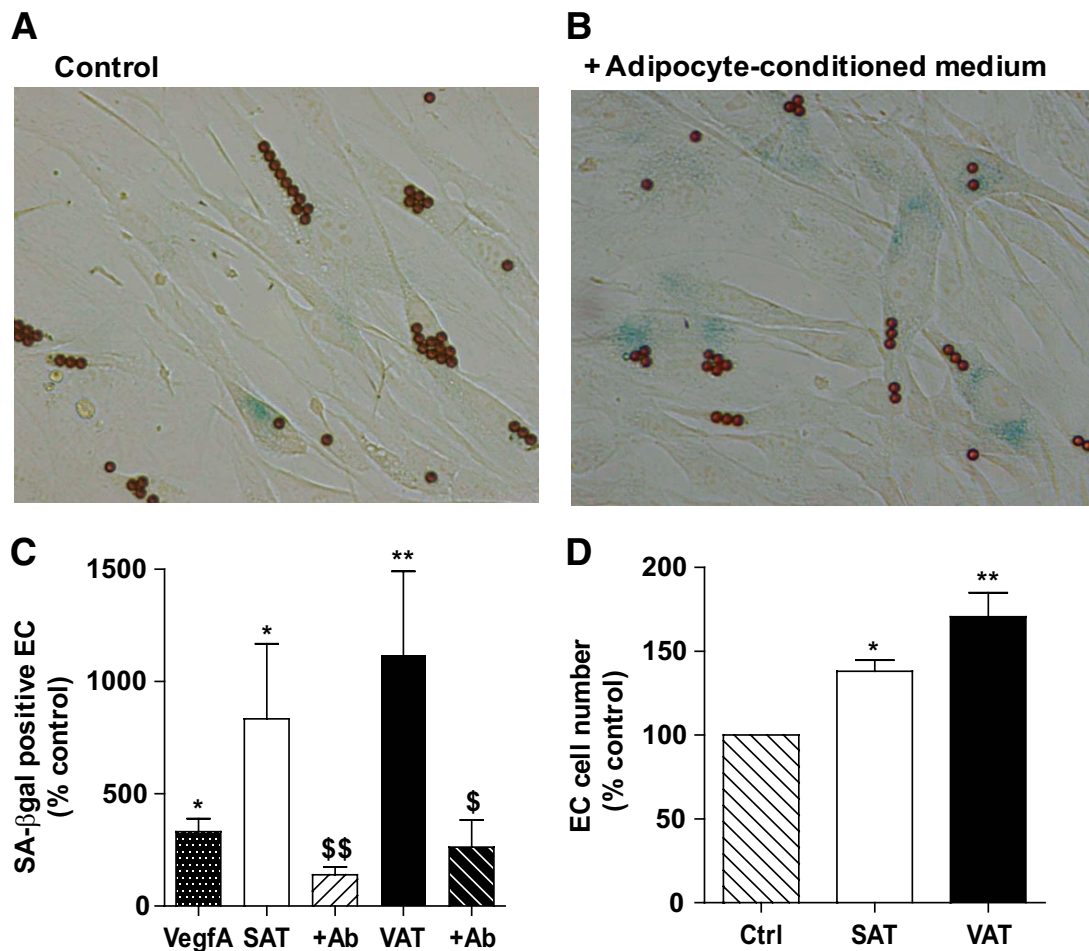 A
Control
B
+ Adipocyte-conditioned medium
C
SA-βgal positive EC
(% control)
1500
1000
500
0
*
*
$$
**
$
VegfA SAT +Ab VAT +Ab
D
EC cell number
(% control)
200
150
100
50
0
*
**
Ctrl SAT VAT